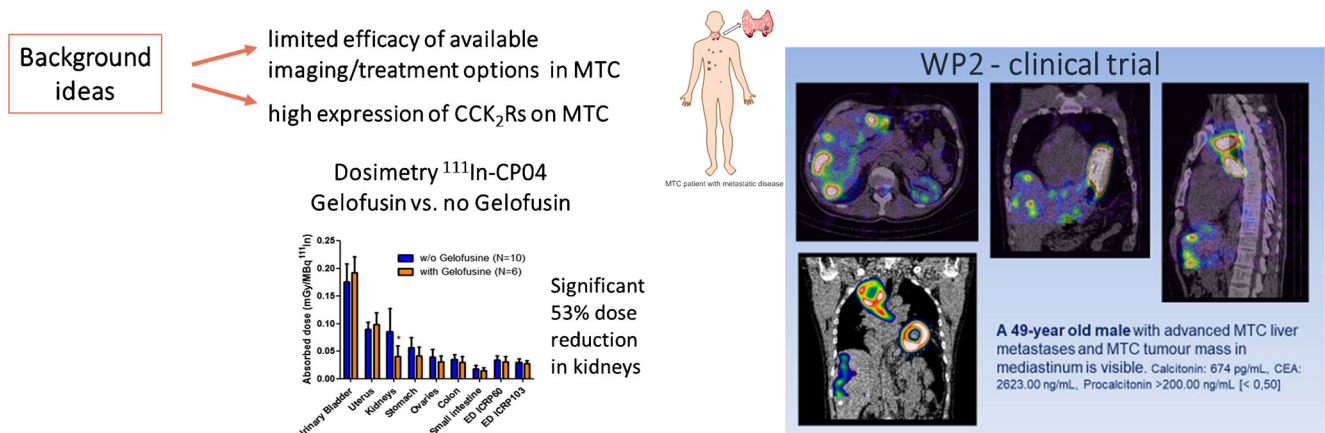 Background
ideas
limited efficacy of available
imaging/treatment options in MTC
high expression of CCK₂Rs on MTC
MTC patient with metastatic disease
Dosimetry ¹¹¹In-CP04
Gelofusin vs. no Gelofusin
Absorbed dose (mGy/MBq ¹¹¹In)
0.25
0.20
0.15
0.10
0.05
0.00
w/o Gelofusine (N=10)
with Gelofusine (N=6)
*
Urinary Bladder
Uterus
Kidneys
Stomach
Ovaries
Colon
Small intestine
ED ICRP60
ED ICRP103
Significant
53% dose
reduction
in kidneys
WP2 - clinical trial
A 49-year old male with advanced MTC liver
metastases and MTC tumour mass in
mediastinum is visible. Calcitonin: 674 pg/mL, CEA:
2623.00 ng/mL, Procalcitonin >200.00 ng/mL [< 0,50]